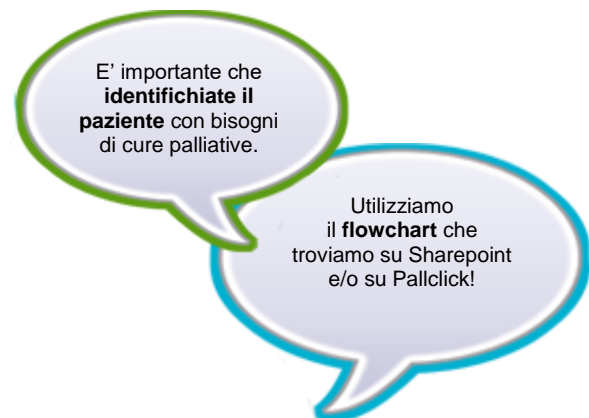 E' importante che
identifichiate il
paziente con bisogni
di cure palliative.
Utilizziamo
il flowchart che
troviamo su Sharepoint
e/o su Pallclick!